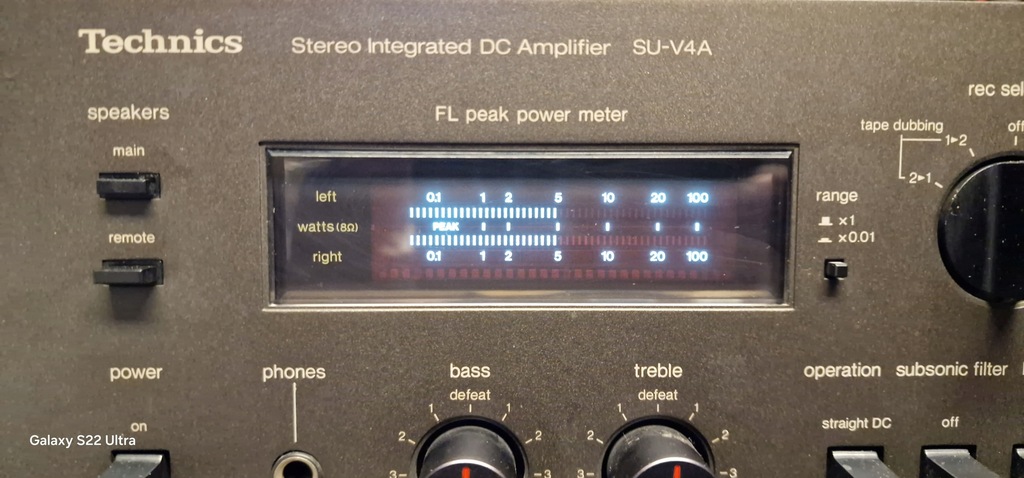 Technics
Stereo Integrated DC Amplifier SU-V4A
speakers
FL peak power meter
rec
main
tape dubbing
off
1▸2
2▸1
left 0.1 1 2 5 10 20 100
range
watts (8Ω) PEAK
x1
x0.01
remote
right 0.1 1 2 5 10 20 100
power
phones
bass
treble
operation
subsonic filter
defeat
defeat
on
1 1
1 1
straight DC
off
2 2
2 2
3 3
3 3
Galaxy S22 Ultra